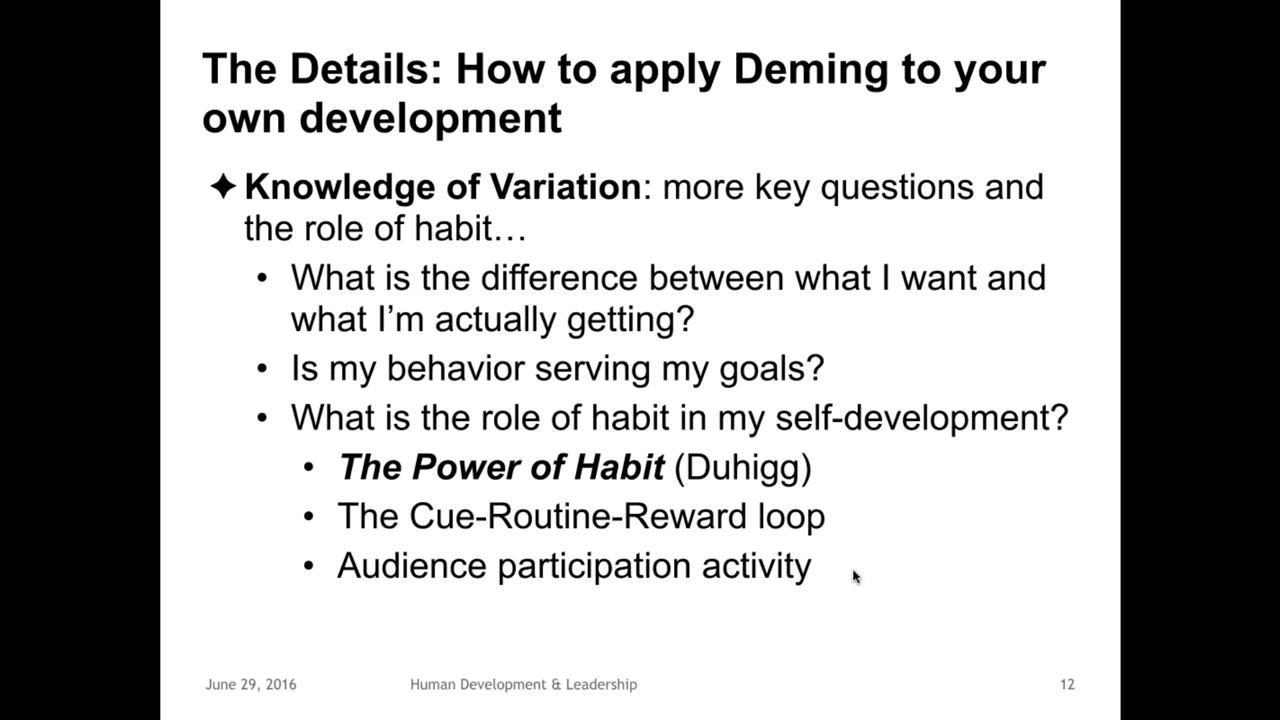 The Details: How to apply Deming to your
own development
✦ Knowledge of Variation: more key questions and
the role of habit…
• What is the difference between what I want and
what I’m actually getting?
• Is my behavior serving my goals?
• What is the role of habit in my self-development?
• The Power of Habit (Duhigg)
• The Cue-Routine-Reward loop
• Audience participation activity
June 29, 2016 Human Development & Leadership 12